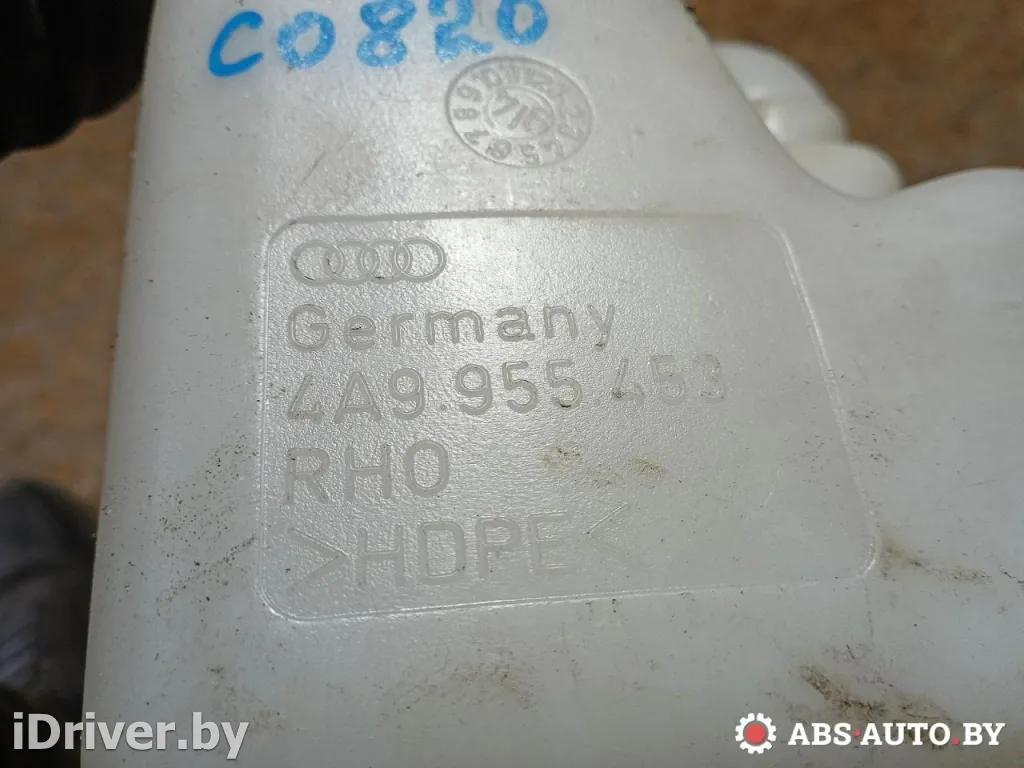 C0820
Germany
4A9.955.453
RHO
>HDPE<
iDriver.by
ABS-AUTO.BY